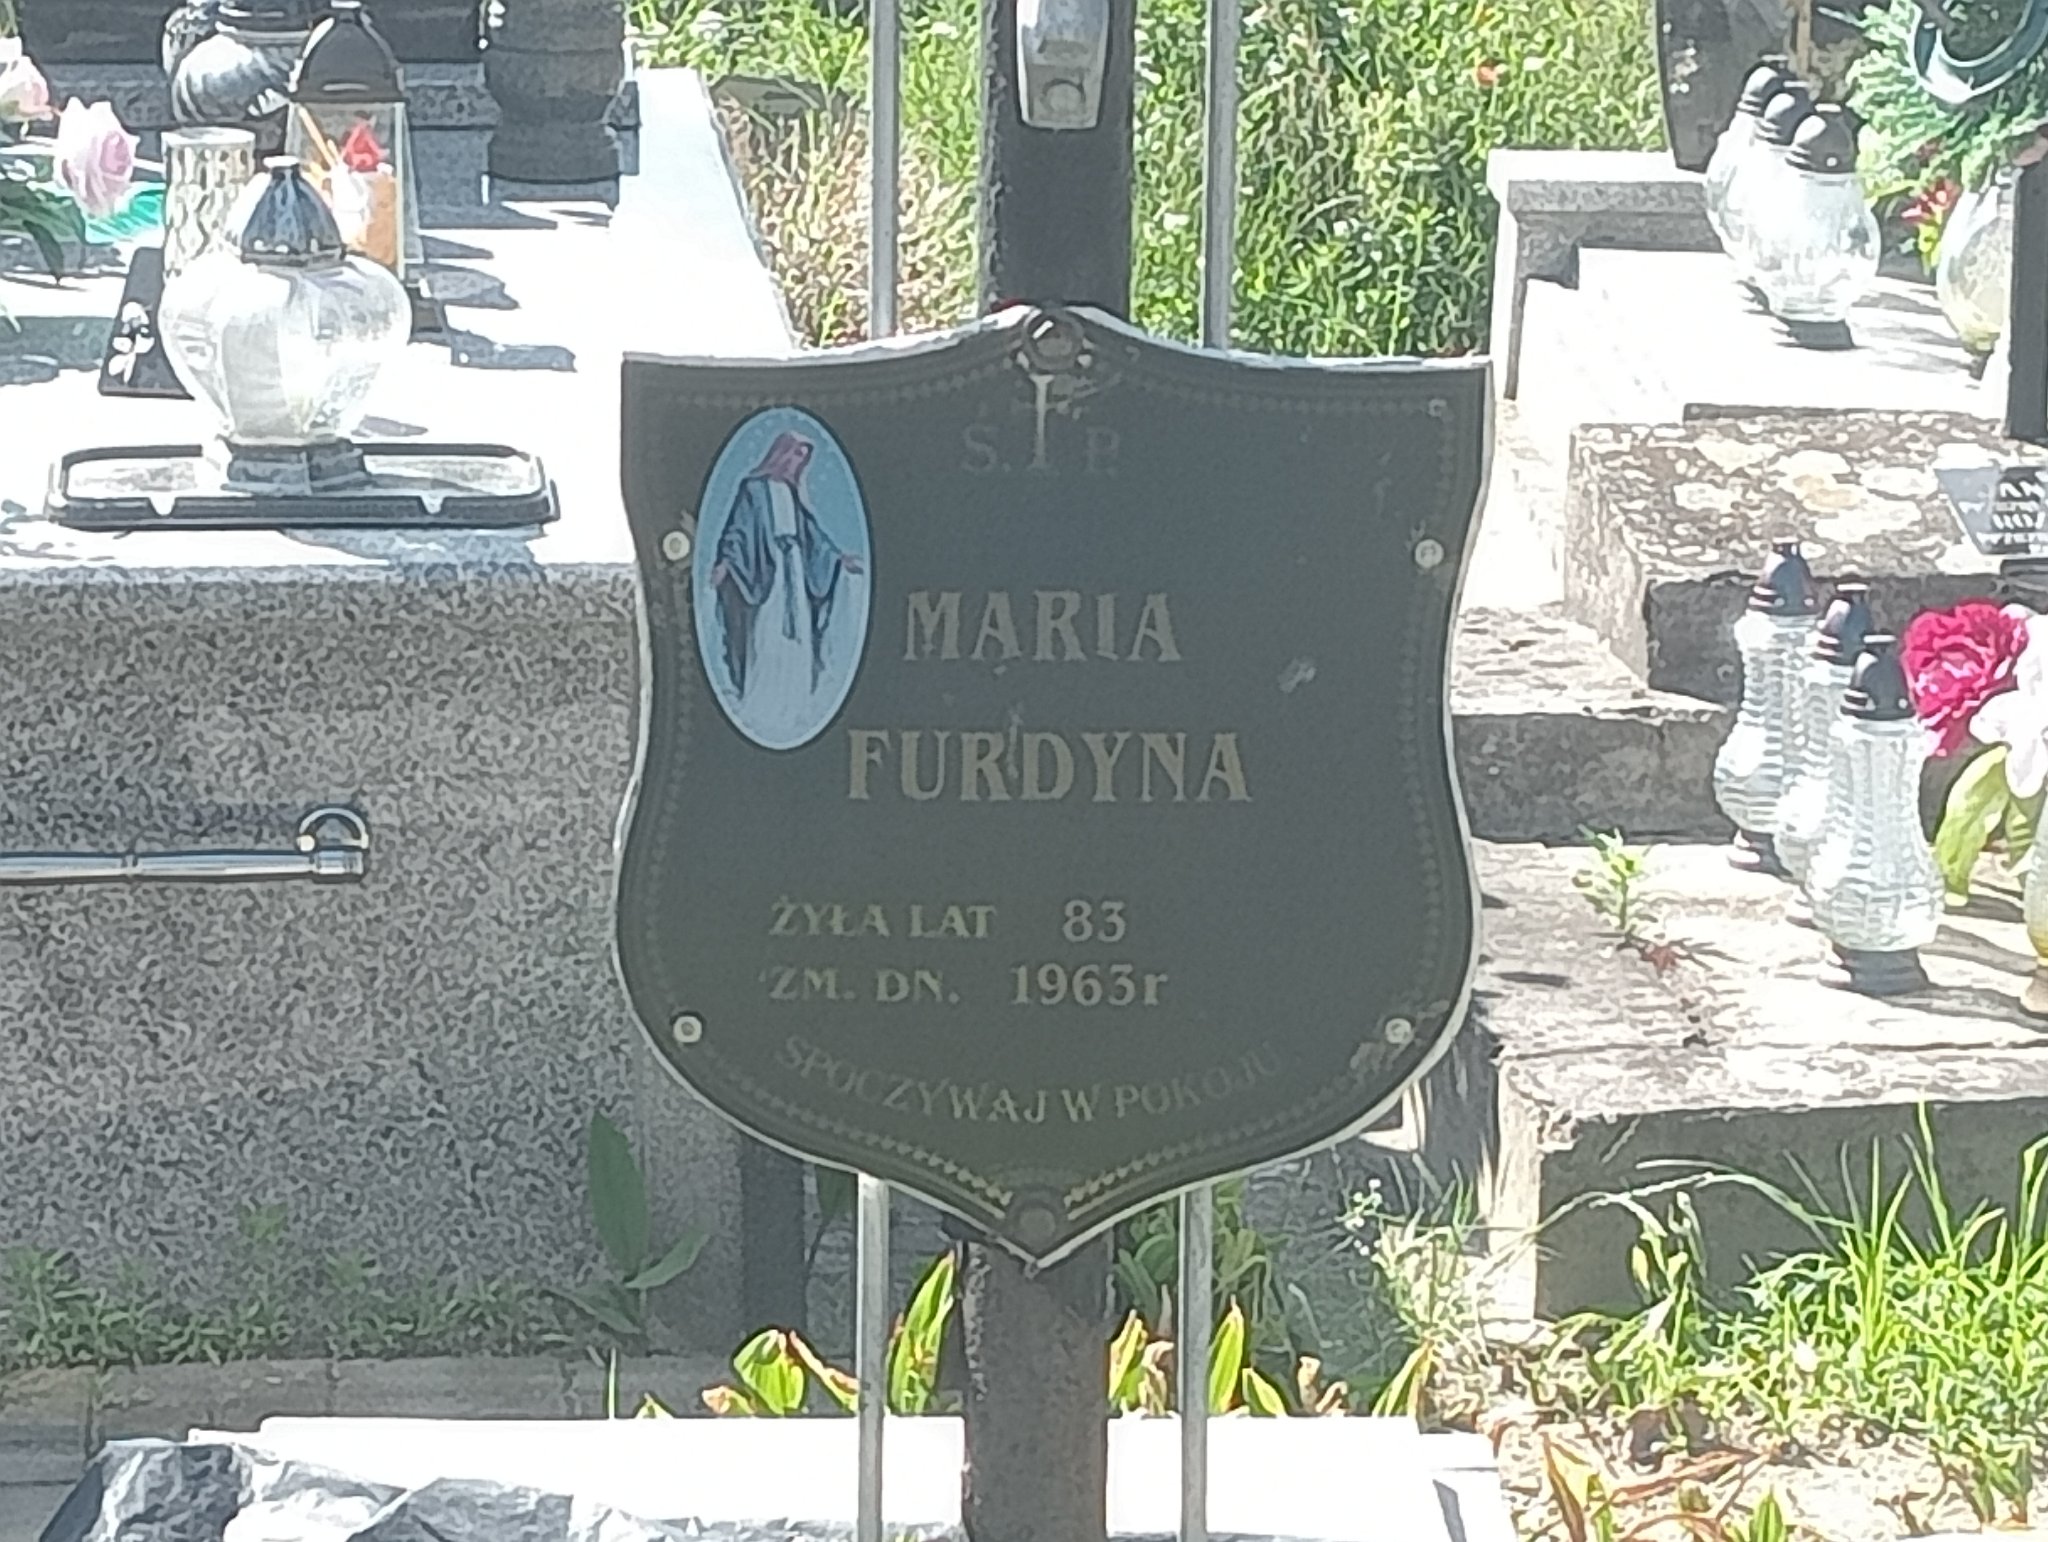 Ś. P.
MARIA
FURDYNA
ŻYŁA LAT 83
ZM. DN. 1963r
SPOCZYWAJ W POKOJU